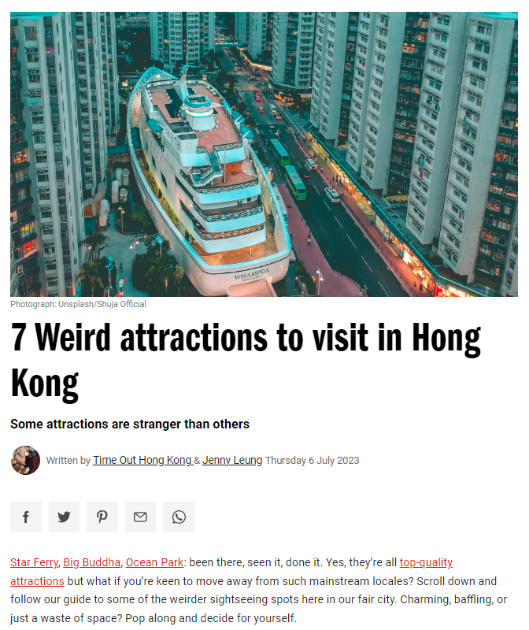 WHAMPOA
Photograph: Unsplash/Shuja Official
7 Weird attractions to visit in Hong
Kong
Some attractions are stranger than others
Written by Time Out Hong Kong & Jenny Leung Thursday 6 July 2023
Star Ferry, Big Buddha, Ocean Park: been there, seen it, done it. Yes, they're all top-quality
attractions but what if you're keen to move away from such mainstream locales? Scroll down and
follow our guide to some of the weirder sightseeing spots here in our fair city. Charming, baffling, or
just a waste of space? Pop along and decide for yourself.